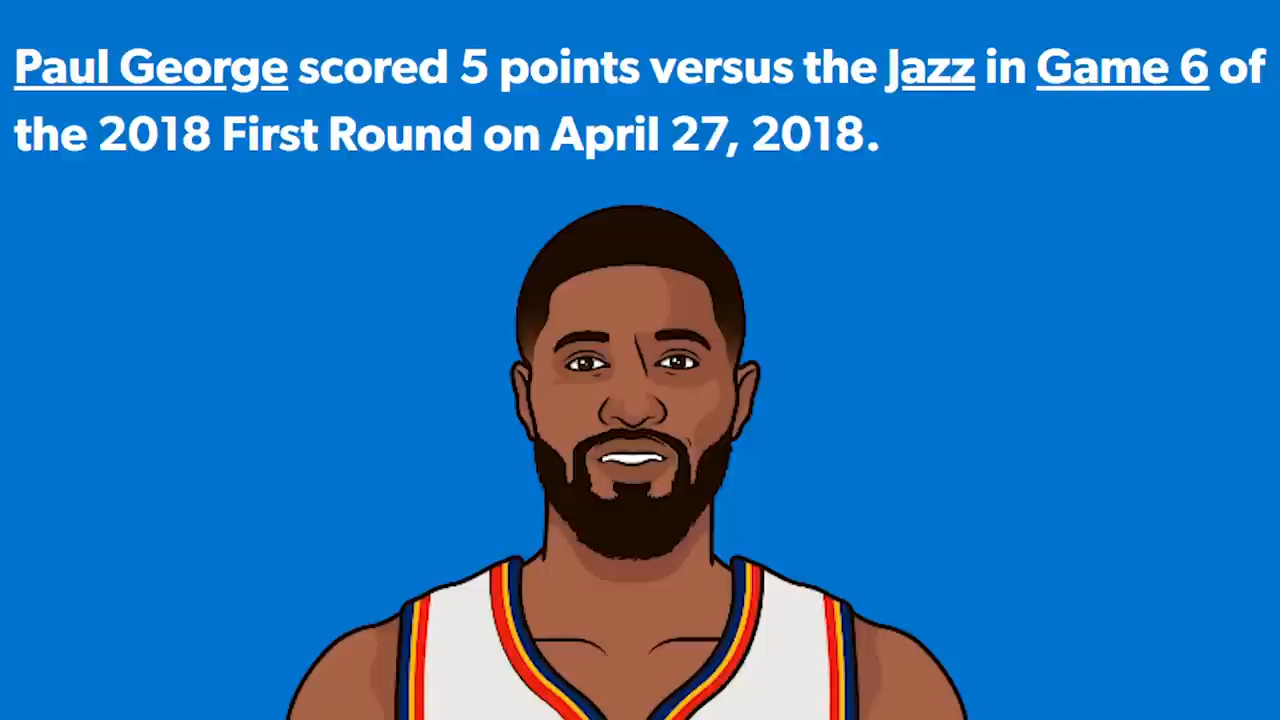 Paul George scored 5 points versus the Jazz in Game 6 of
the 2018 First Round on April 27, 2018.